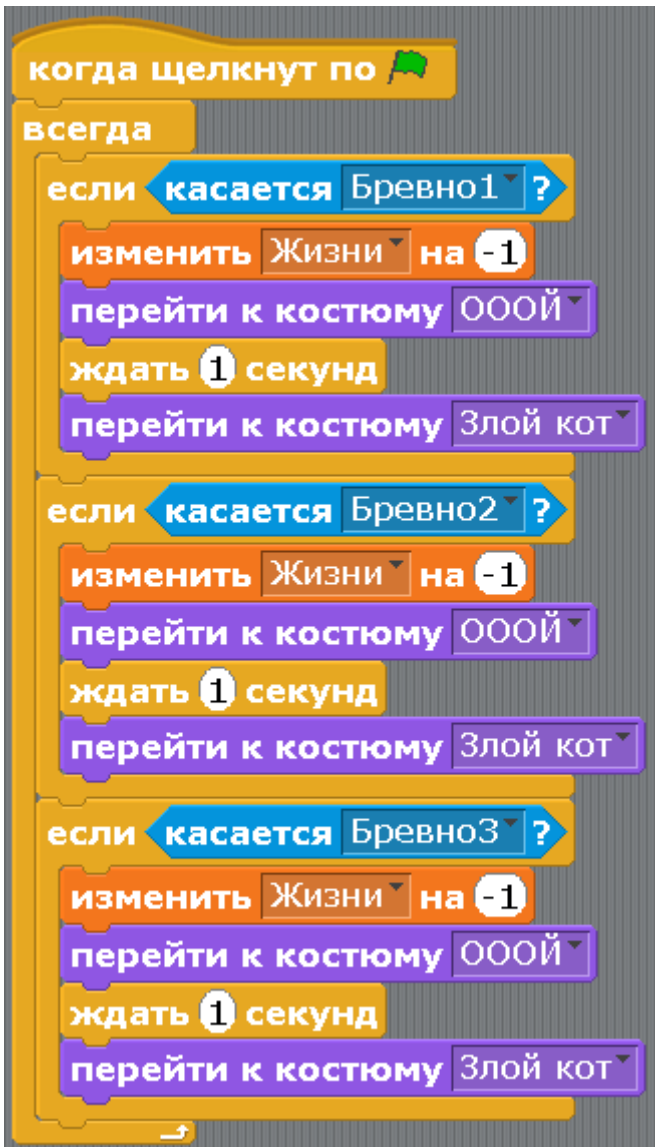 когда щелкнут по
всегда
если касается Бревно1 ?
изменить Жизни на -1
перейти к костюму ОООЙ
ждать 1 секунд
перейти к костюму Злой кот
если касается Бревно2 ?
изменить Жизни на -1
перейти к костюму ОООЙ
ждать 1 секунд
перейти к костюму Злой кот
если касается Бревно3 ?
изменить Жизни на -1
перейти к костюму ОООЙ
ждать 1 секунд
перейти к костюму Злой кот